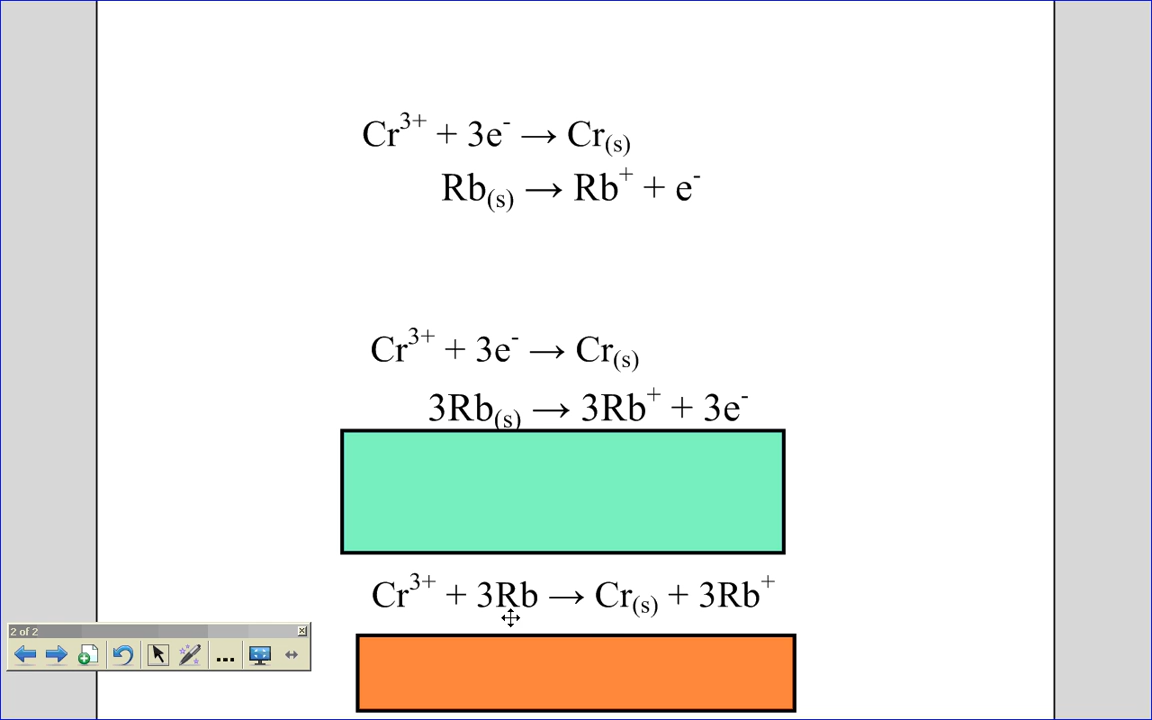 Cr³⁺ + 3e⁻ → Cr₍ₛ₎
Rb₍ₛ₎ → Rb⁺ + e⁻
Cr³⁺ + 3e⁻ → Cr₍ₛ₎
3Rb₍ₛ₎ → 3Rb⁺ + 3e⁻
Cr³⁺ + 3Rb → Cr₍ₛ₎ + 3Rb⁺
2 of 2